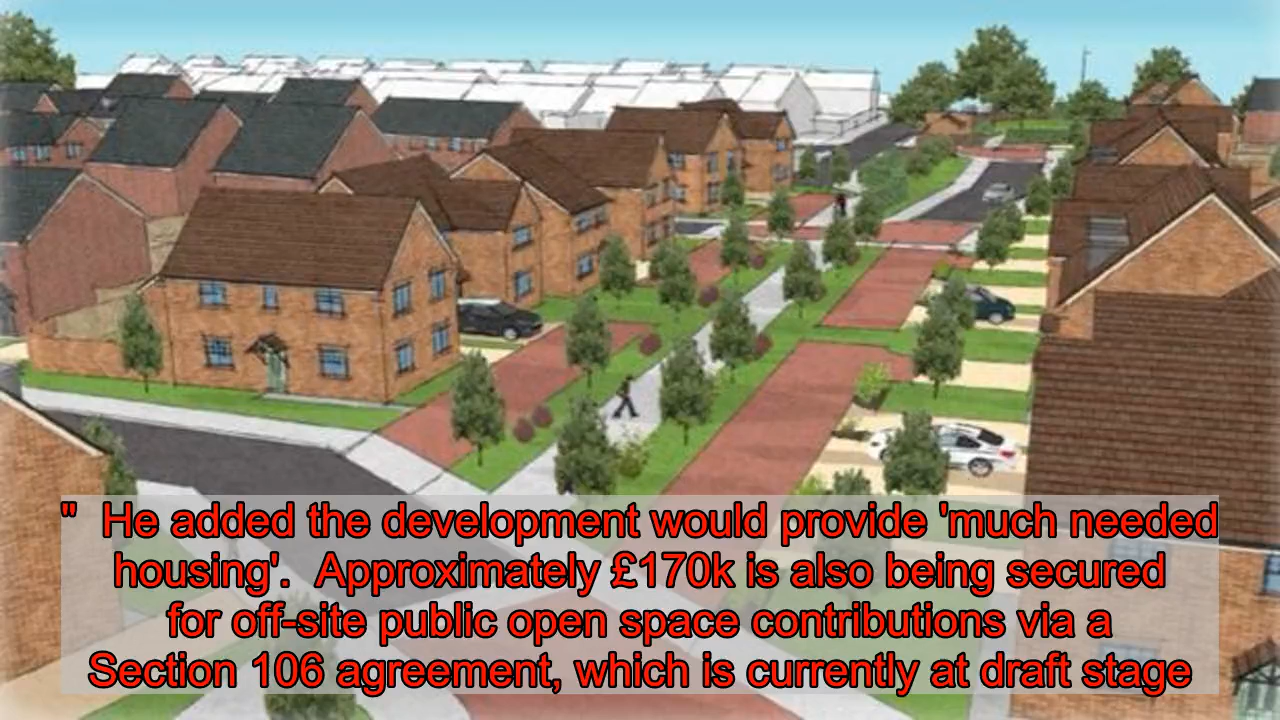 "  He added the development would provide 'much needed
housing'.  Approximately £170k is also being secured
for off-site public open space contributions via a
Section 106 agreement, which is currently at draft stage